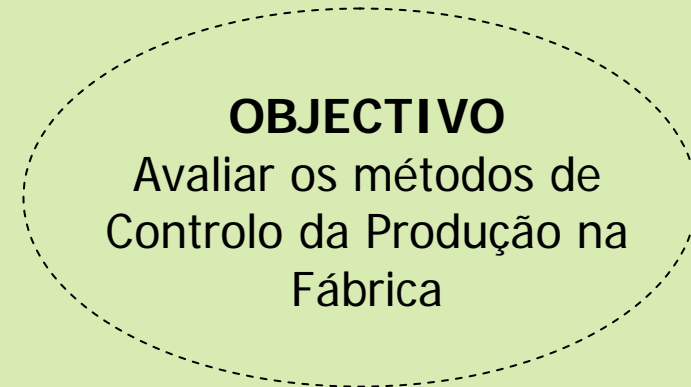 OBJECTIVO
Avaliar os métodos de
Controlo da Produção na
Fábrica